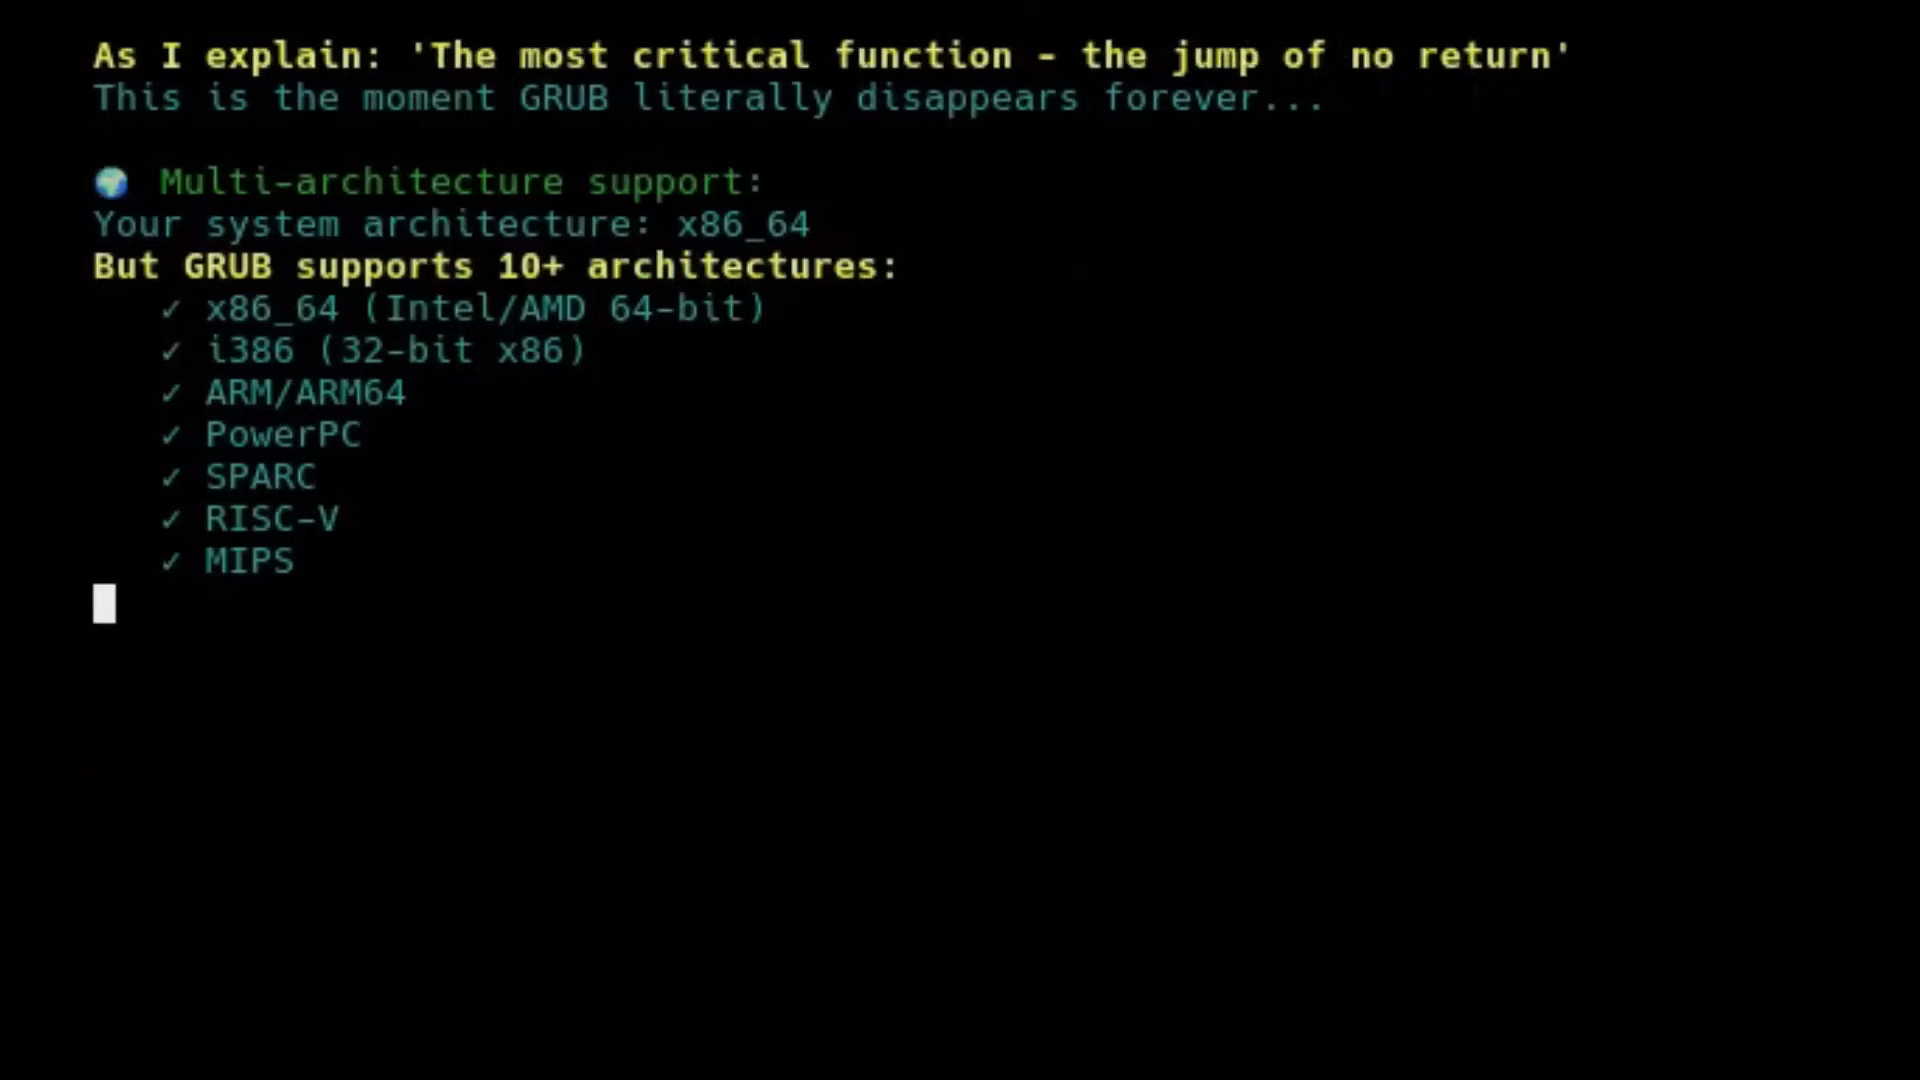 As I explain: 'The most critical function - the jump of no return'
This is the moment GRUB literally disappears forever...
🌍 Multi-architecture support:
Your system architecture: x86_64
But GRUB supports 10+ architectures:
✓ x86_64 (Intel/AMD 64-bit)
✓ i386 (32-bit x86)
✓ ARM/ARM64
✓ PowerPC
✓ SPARC
✓ RISC-V
✓ MIPS